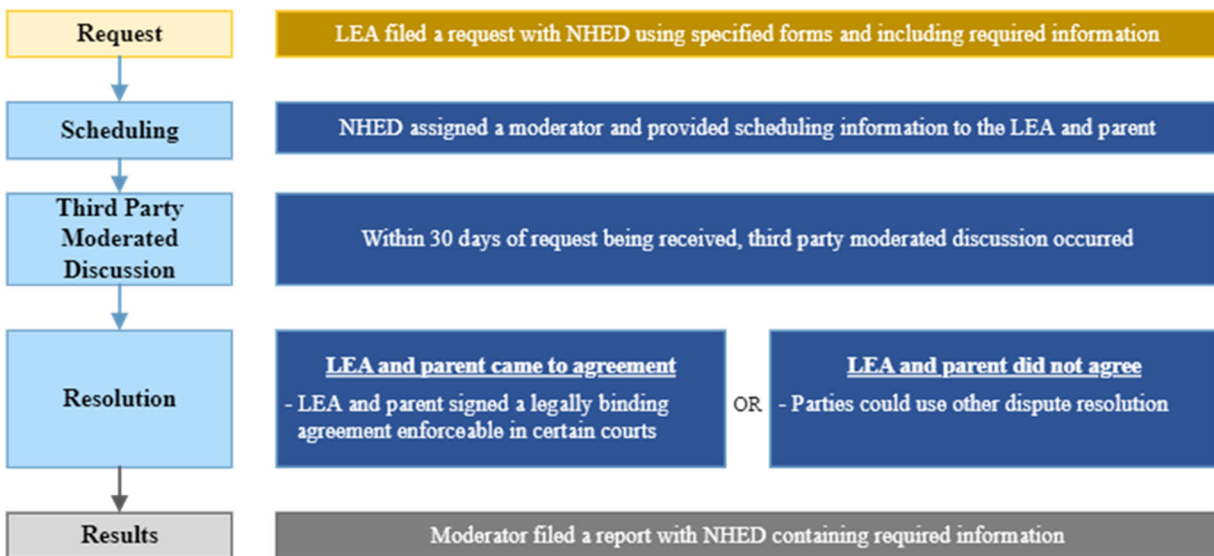 Request
LEA filed a request with NHED using specified forms and including required information
Scheduling
NHED assigned a moderator and provided scheduling information to the LEA and parent
Third Party
Moderated
Discussion
Within 30 days of request being received, third party moderated discussion occurred
Resolution
LEA and parent came to agreement
- LEA and parent signed a legally binding
agreement enforceable in certain courts
OR
LEA and parent did not agree
- Parties could use other dispute resolution
Results
Moderator filed a report with NHED containing required information